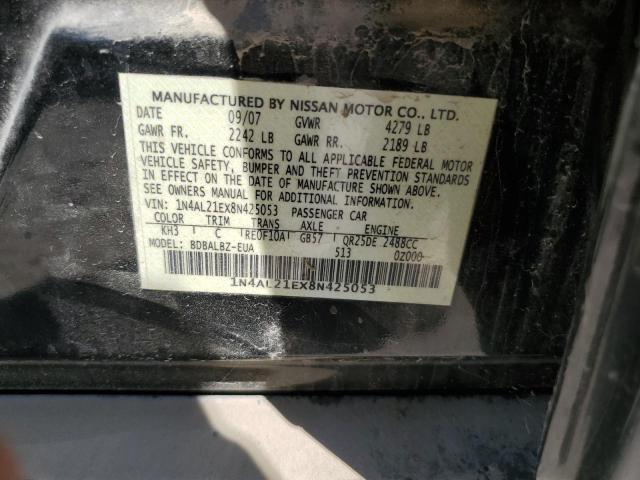 MANUFACTURED BY NISSAN MOTOR CO., LTD.
DATE 09/07 GVWR 4279 LB
GAWR FR. 2242 LB GAWR RR. 2189 LB
THIS VEHICLE CONFORMS TO ALL APPLICABLE FEDERAL MOTOR
VEHICLE SAFETY, BUMPER AND THEFT PREVENTION STANDARDS
IN EFFECT ON THE DATE OF MANUFACTURE SHOWN ABOVE.
SEE OWNERS MANUAL FOR ADDITIONAL INFORMATION.
VIN: 1N4AL21EX8N425053 PASSENGER CAR
COLOR TRIM TRANS AXLE ENGINE
KH3 C RE0F10A GB57 QR25DE 2488CC
MODEL: BDBALBZ-EUA 513 0Z000
1N4AL21EX8N425053